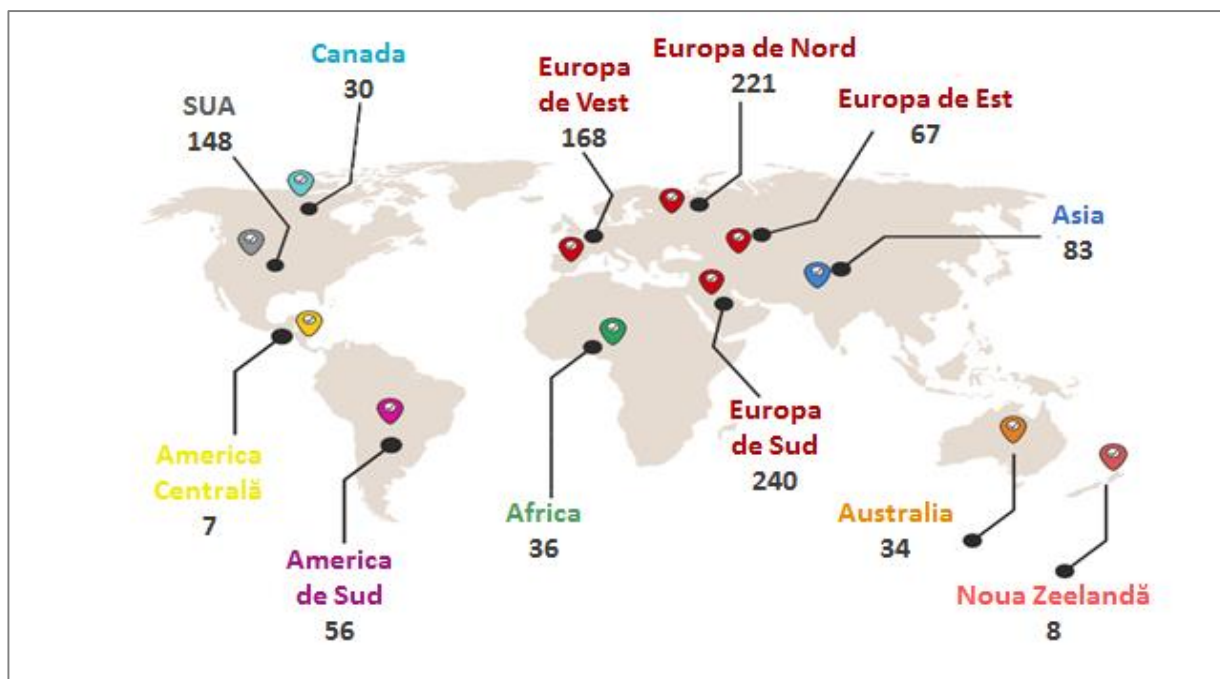 Canada
30
SUA
148
Europa
de Vest
168
Europa de Nord
221
Europa de Est
67
Asia
83
America
Centrală
7
America
de Sud
56
Africa
36
Europa
de Sud
240
Australia
34
Noua Zeelandă
8